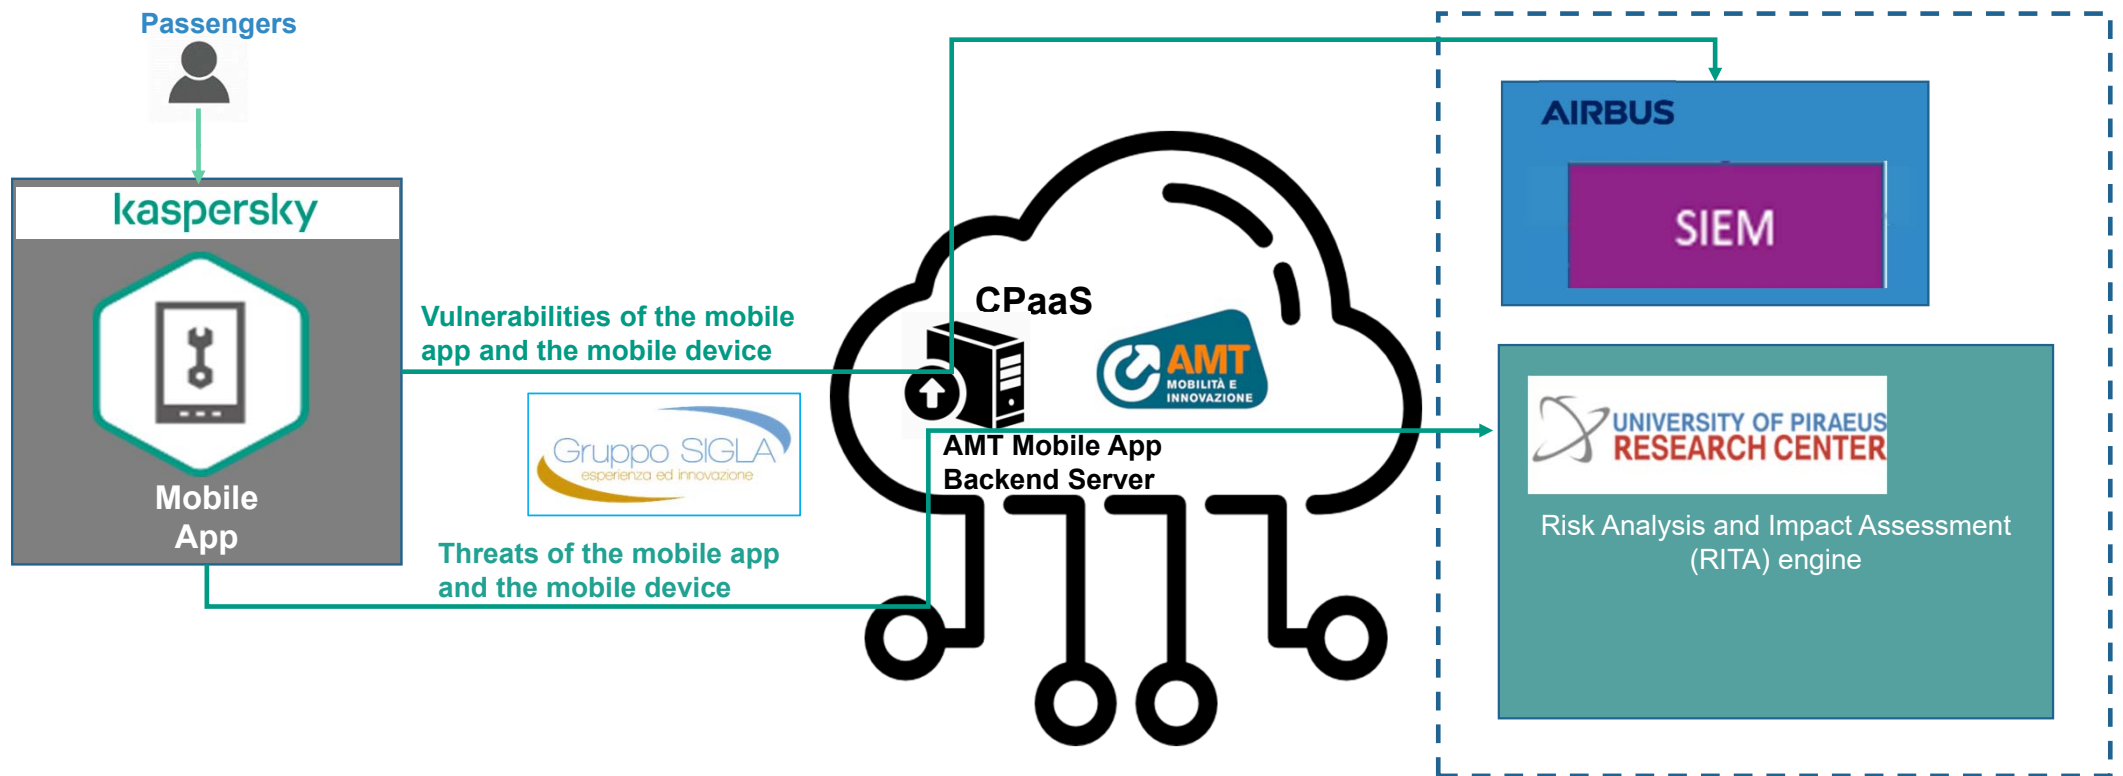 Passengers
kaspersky
Mobile
App
Vulnerabilities of the mobile
app and the mobile device
Gruppo SIGLA
esperienza ed innovazione
Threats of the mobile app
and the mobile device
CPaaS
AMT
MOBILITÀ E
INNOVAZIONE
AMT Mobile App
Backend Server
AIRBUS
SIEM
UNIVERSITY OF PIRAEUS
RESEARCH CENTER
Risk Analysis and Impact Assessment
(RITA) engine